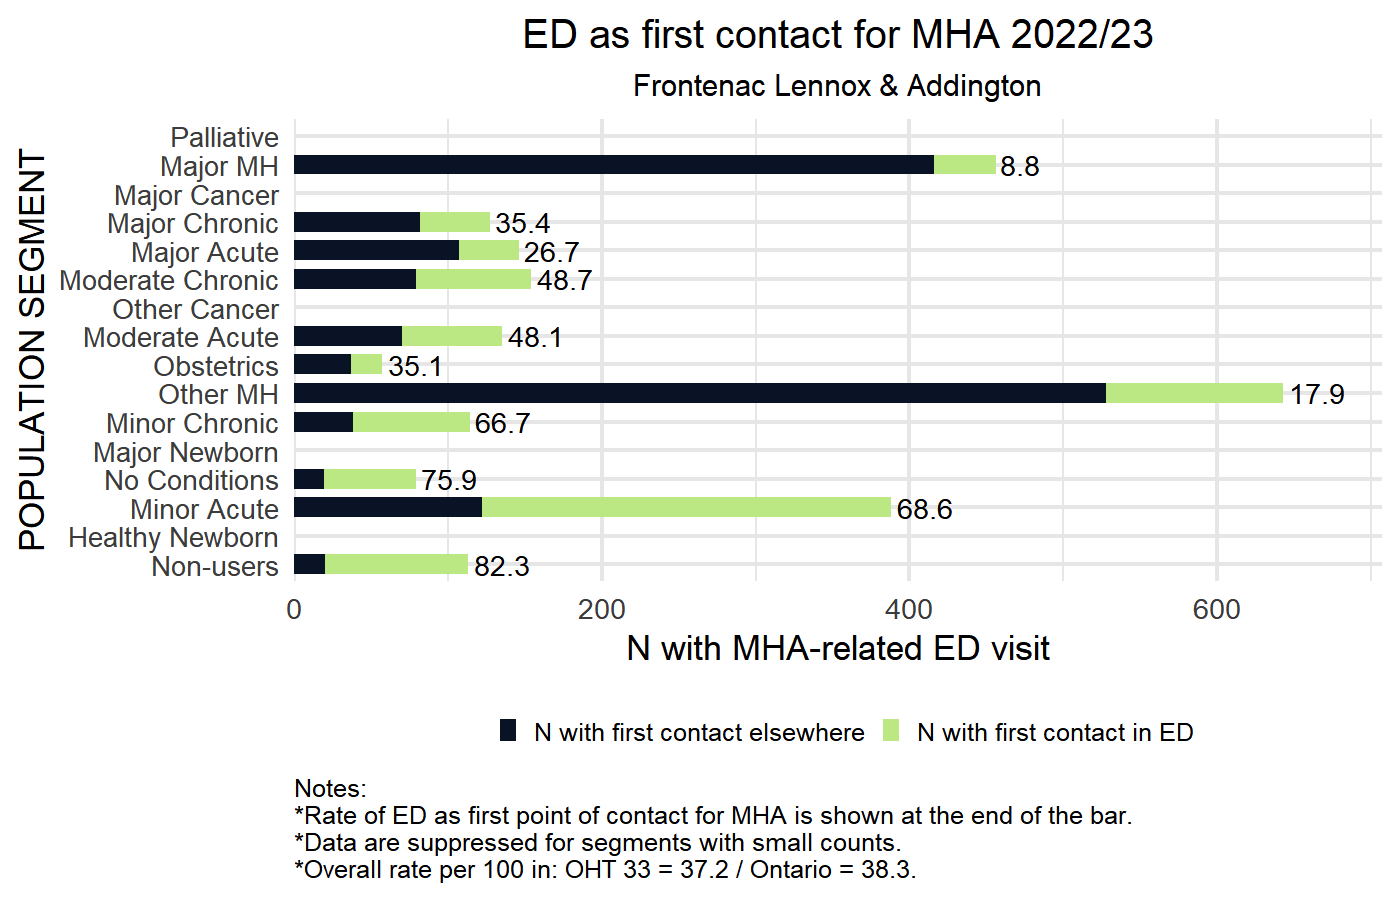 ED as first contact for MHA 2022/23
Frontenac Lennox & Addington
POPULATION SEGMENT
Palliative
Major MH 8.8
Major Cancer
Major Chronic 35.4
Major Acute 26.7
Moderate Chronic 48.7
Other Cancer
Moderate Acute 48.1
Obstetrics 35.1
Other MH 17.9
Minor Chronic 66.7
Major Newborn
No Conditions 75.9
Minor Acute 68.6
Healthy Newborn
Non-users 82.3
0 200 400 600
N with MHA-related ED visit
N with first contact elsewhere N with first contact in ED
Notes:
*Rate of ED as first point of contact for MHA is shown at the end of the bar.
*Data are suppressed for segments with small counts.
*Overall rate per 100 in: OHT 33 = 37.2 / Ontario = 38.3.